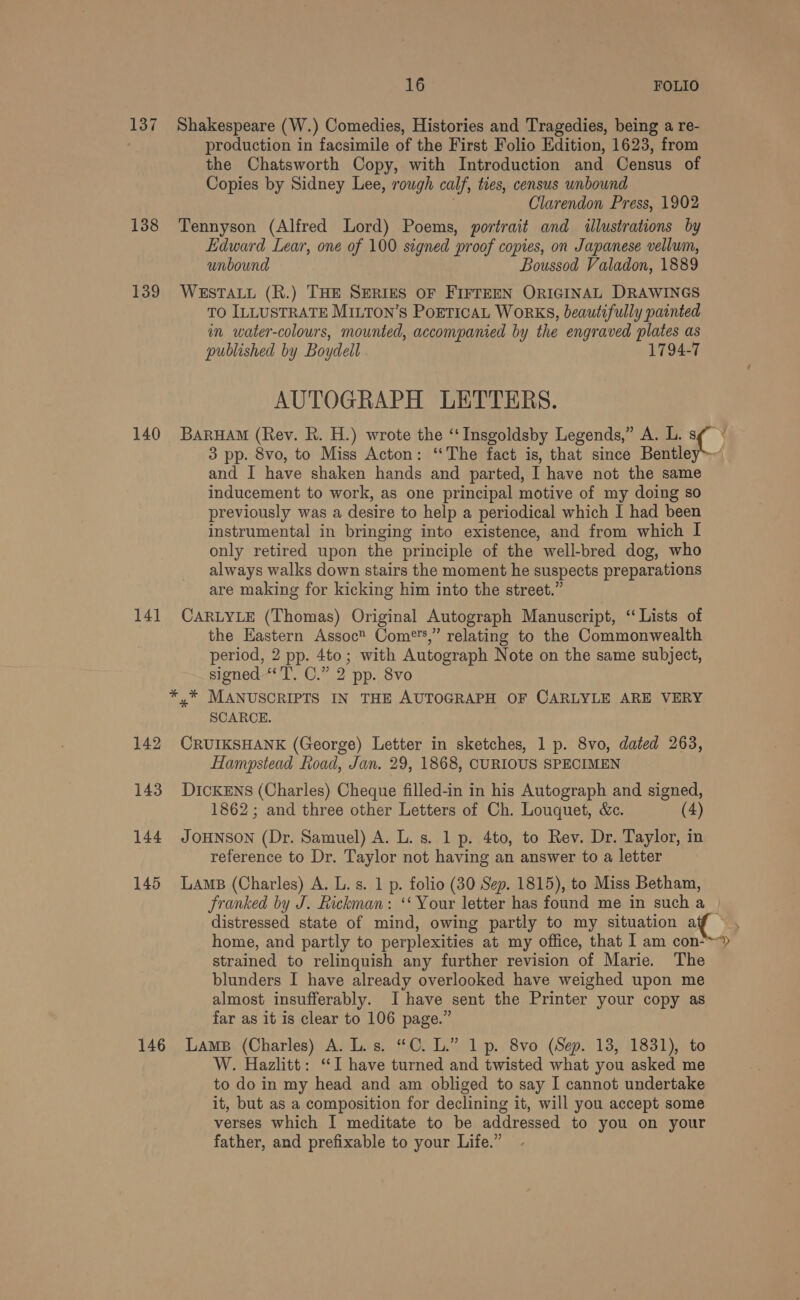 16 FOLIO
137 Shakespeare (W.) Comedies, Histories and Tragedies, being a re-
production in facsimile of the First Folio Edition, 1623, from
the Chatsworth Copy, with Introduction and Census of
Copies by Sidney Lee, rough calf, ties, census unbound
Clarendon Press, 1902
138 Tennyson (Alfred Lord) Poems, portrait and illustrations by
Edward Lear, one of 100 signed proof copies, on Japanese vellum,
unbound Boussod Valadon, 1889
139 WESTALL (R.) THE SERIES OF FIFTEEN ORIGINAL DRAWINGS
TO ILLUSTRATE MILTON'S POETICAL WORKS, beautifully painted
in water-colours, mounted, accompanied by the engraved plates as
published by Boydell 1794-7
AUTOGRAPH LETTERS.
140 BARHAM (Rev. R. H.) wrote the “Insgoldsby Legends,” A. L. s
3 pp. 8vo, to Miss Acton: “The fact is, that since Bentley
and I have shaken hands and parted, I have not the same
inducement to work, as one principal motive of my doing so
previously was a desire to help a periodical which I had been
instrumental in bringing into existence, and from which I
only retired upon the principle of the well-bred dog, who
always walks down stairs the moment he suspects preparations
are making for kicking him into the street.”
141 CARLYLE (Thomas) Original Autograph Manuscript, “Lists of
the Eastern Assocⁿ Comᵉʳˢ,” relating to the Commonwealth
period, 2 pp. 4to; with Autograph Note on the same subject,
signed “T. C.” 2 pp. 8vo
*** MANUSCRIPTS IN THE AUTOGRAPH OF CARLYLE ARE VERY
SCARCE.
142 CRUIKSHANK (George) Letter in sketches, 1 p. 8vo, dated 263,
Hampstead Road, Jan. 29, 1868, CURIOUS SPECIMEN
143 DICKENS (Charles) Cheque filled-in in his Autograph and signed,
1862; and three other Letters of Ch. Louquet, &c. (4)
144 JOHNSON (Dr. Samuel) A. L. s. 1 p. 4to, to Rev. Dr. Taylor, in
reference to Dr. Taylor not having an answer to a letter
145 LAMB (Charles) A. L. s. 1 p. folio (30 Sep. 1815), to Miss Betham,
franked by J. Rickman: “Your letter has found me in such a
distressed state of mind, owing partly to my situation at
home, and partly to perplexities at my office, that I am con-
strained to relinquish any further revision of Marie. The
blunders I have already overlooked have weighed upon me
almost insufferably. I have sent the Printer your copy as
far as it is clear to 106 page.”
146 LAMB (Charles) A. L. s. “C. L.” 1 p. 8vo (Sep. 13, 1831), to
W. Hazlitt: “I have turned and twisted what you asked me
to do in my head and am obliged to say I cannot undertake
it, but as a composition for declining it, will you accept some
verses which I meditate to be addressed to you on your
father, and prefixable to your Life.”